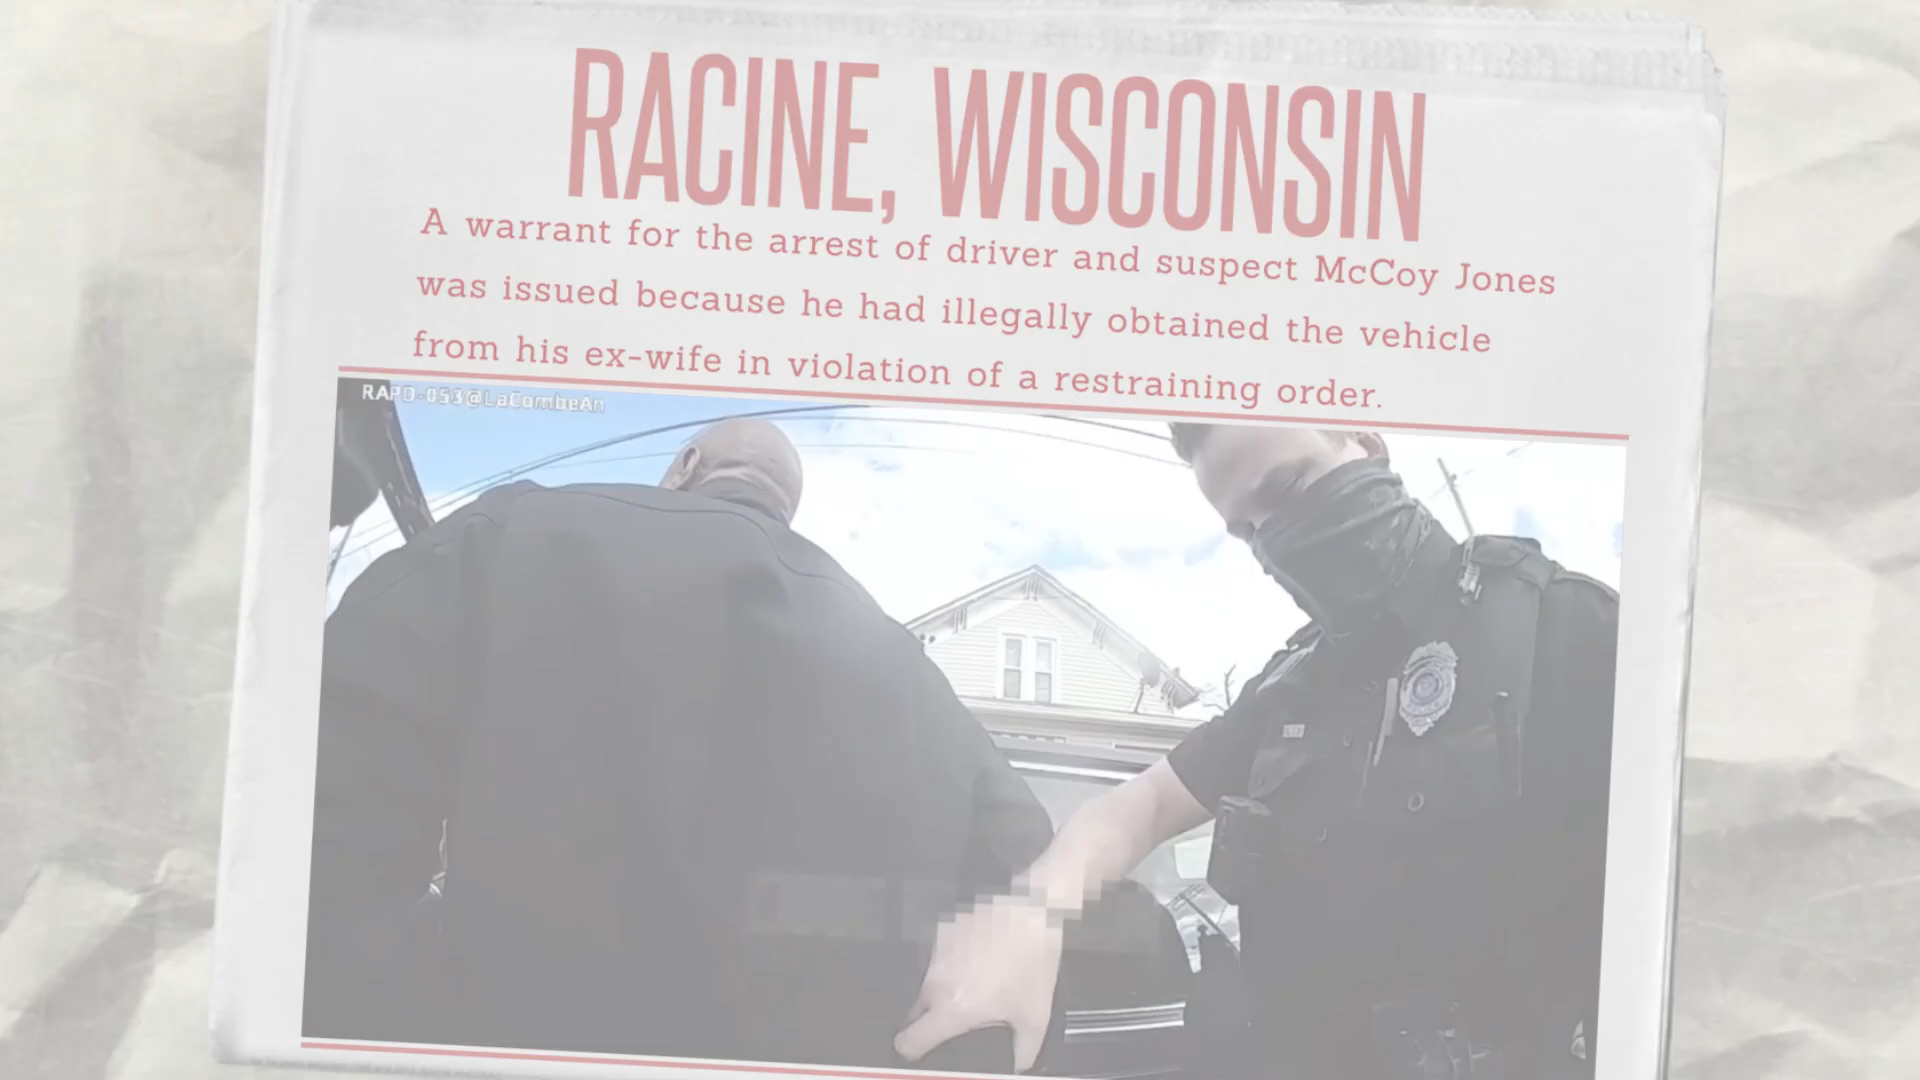 RACINE, WISCONSIN
A warrant for the arrest of driver and suspect McCoy Jones
was issued because he had illegally obtained the vehicle
from his ex-wife in violation of a restraining order.
RAPD-053@LaCombeAn